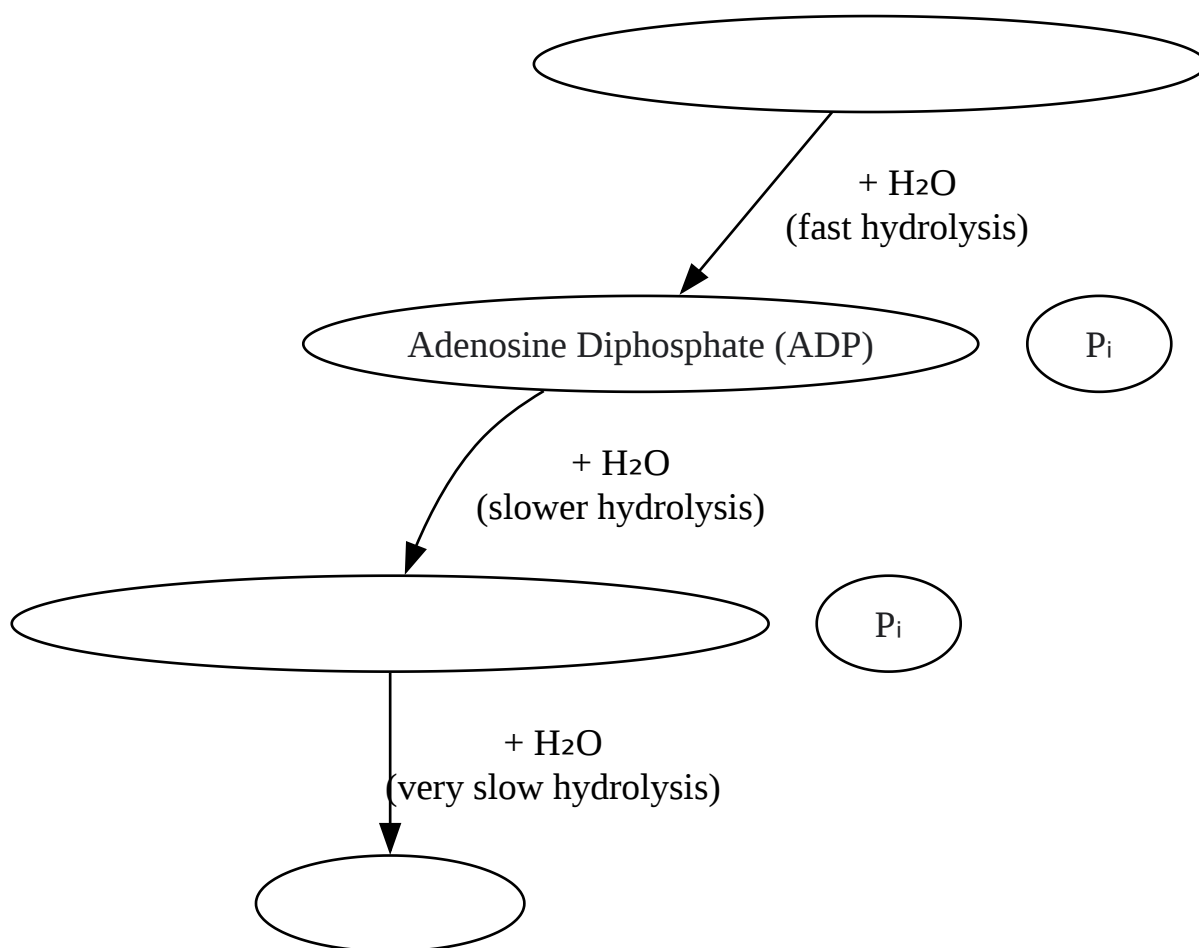 + H₂O
(fast hydrolysis)
Adenosine Diphosphate (ADP)
Pᵢ
+ H₂O
(slower hydrolysis)
Pᵢ
+ H₂O
(very slow hydrolysis)